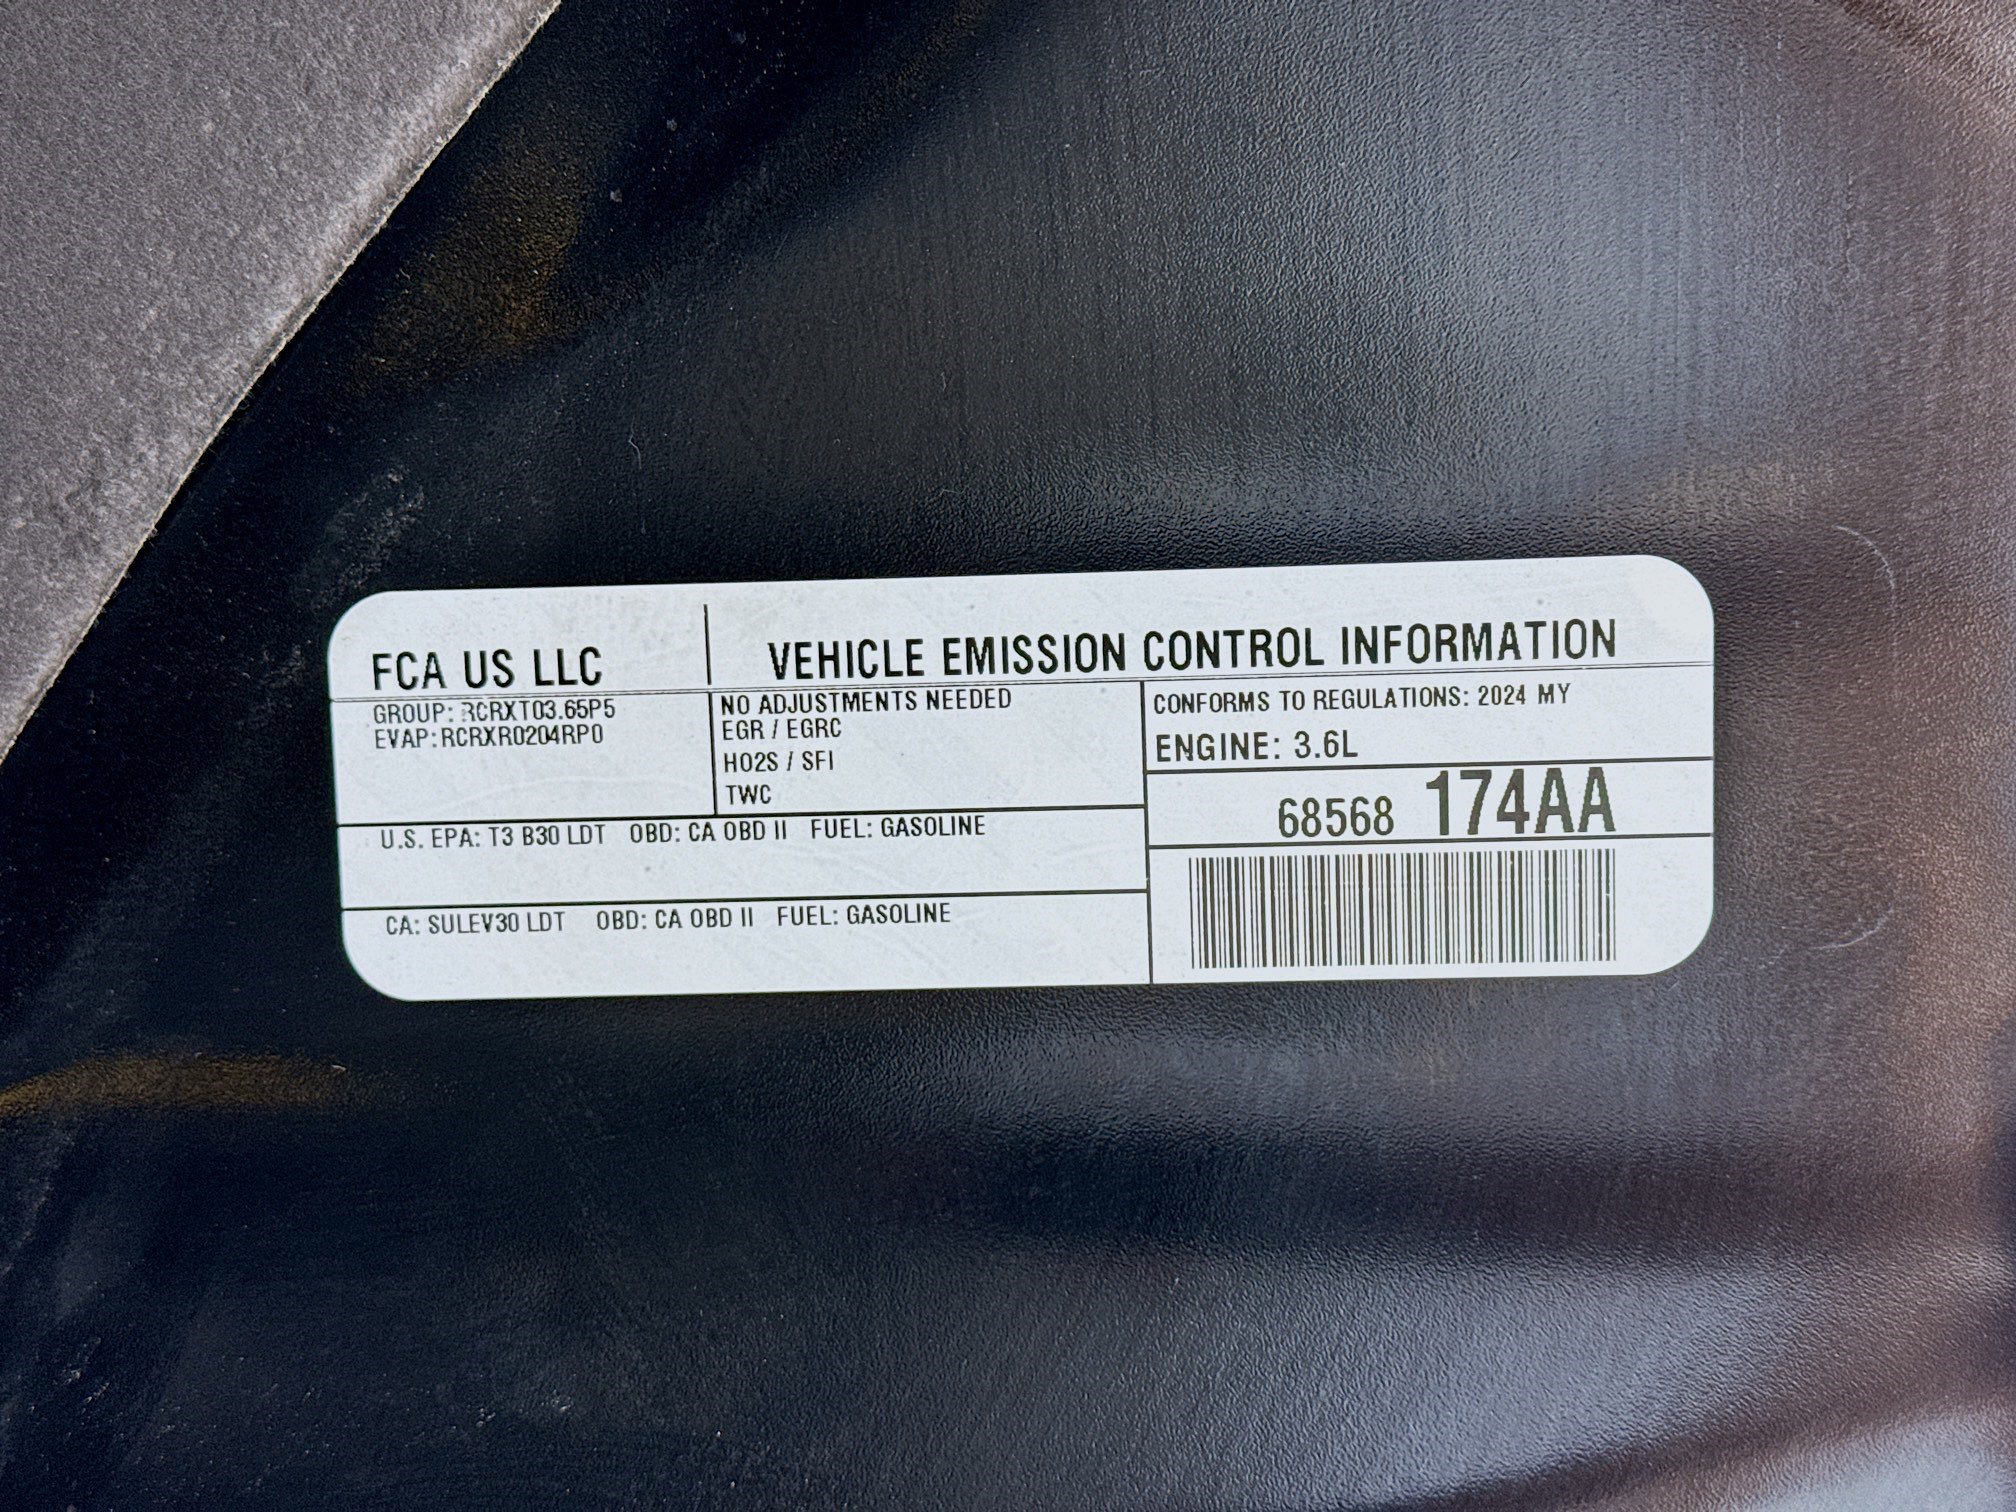 FCA US LLC
VEHICLE EMISSION CONTROL INFORMATION
GROUP: RCRXT03.65P5
EVAP: RCRXR0204RP0
NO ADJUSTMENTS NEEDED
EGR / EGRC
HO2S / SFI
TWC
CONFORMS TO REGULATIONS: 2024 MY
ENGINE: 3.6L
68568 174AA
U.S. EPA: T3 B30 LDT OBD: CA OBD II FUEL: GASOLINE
CA: SULEV30 LDT OBD: CA OBD II FUEL: GASOLINE